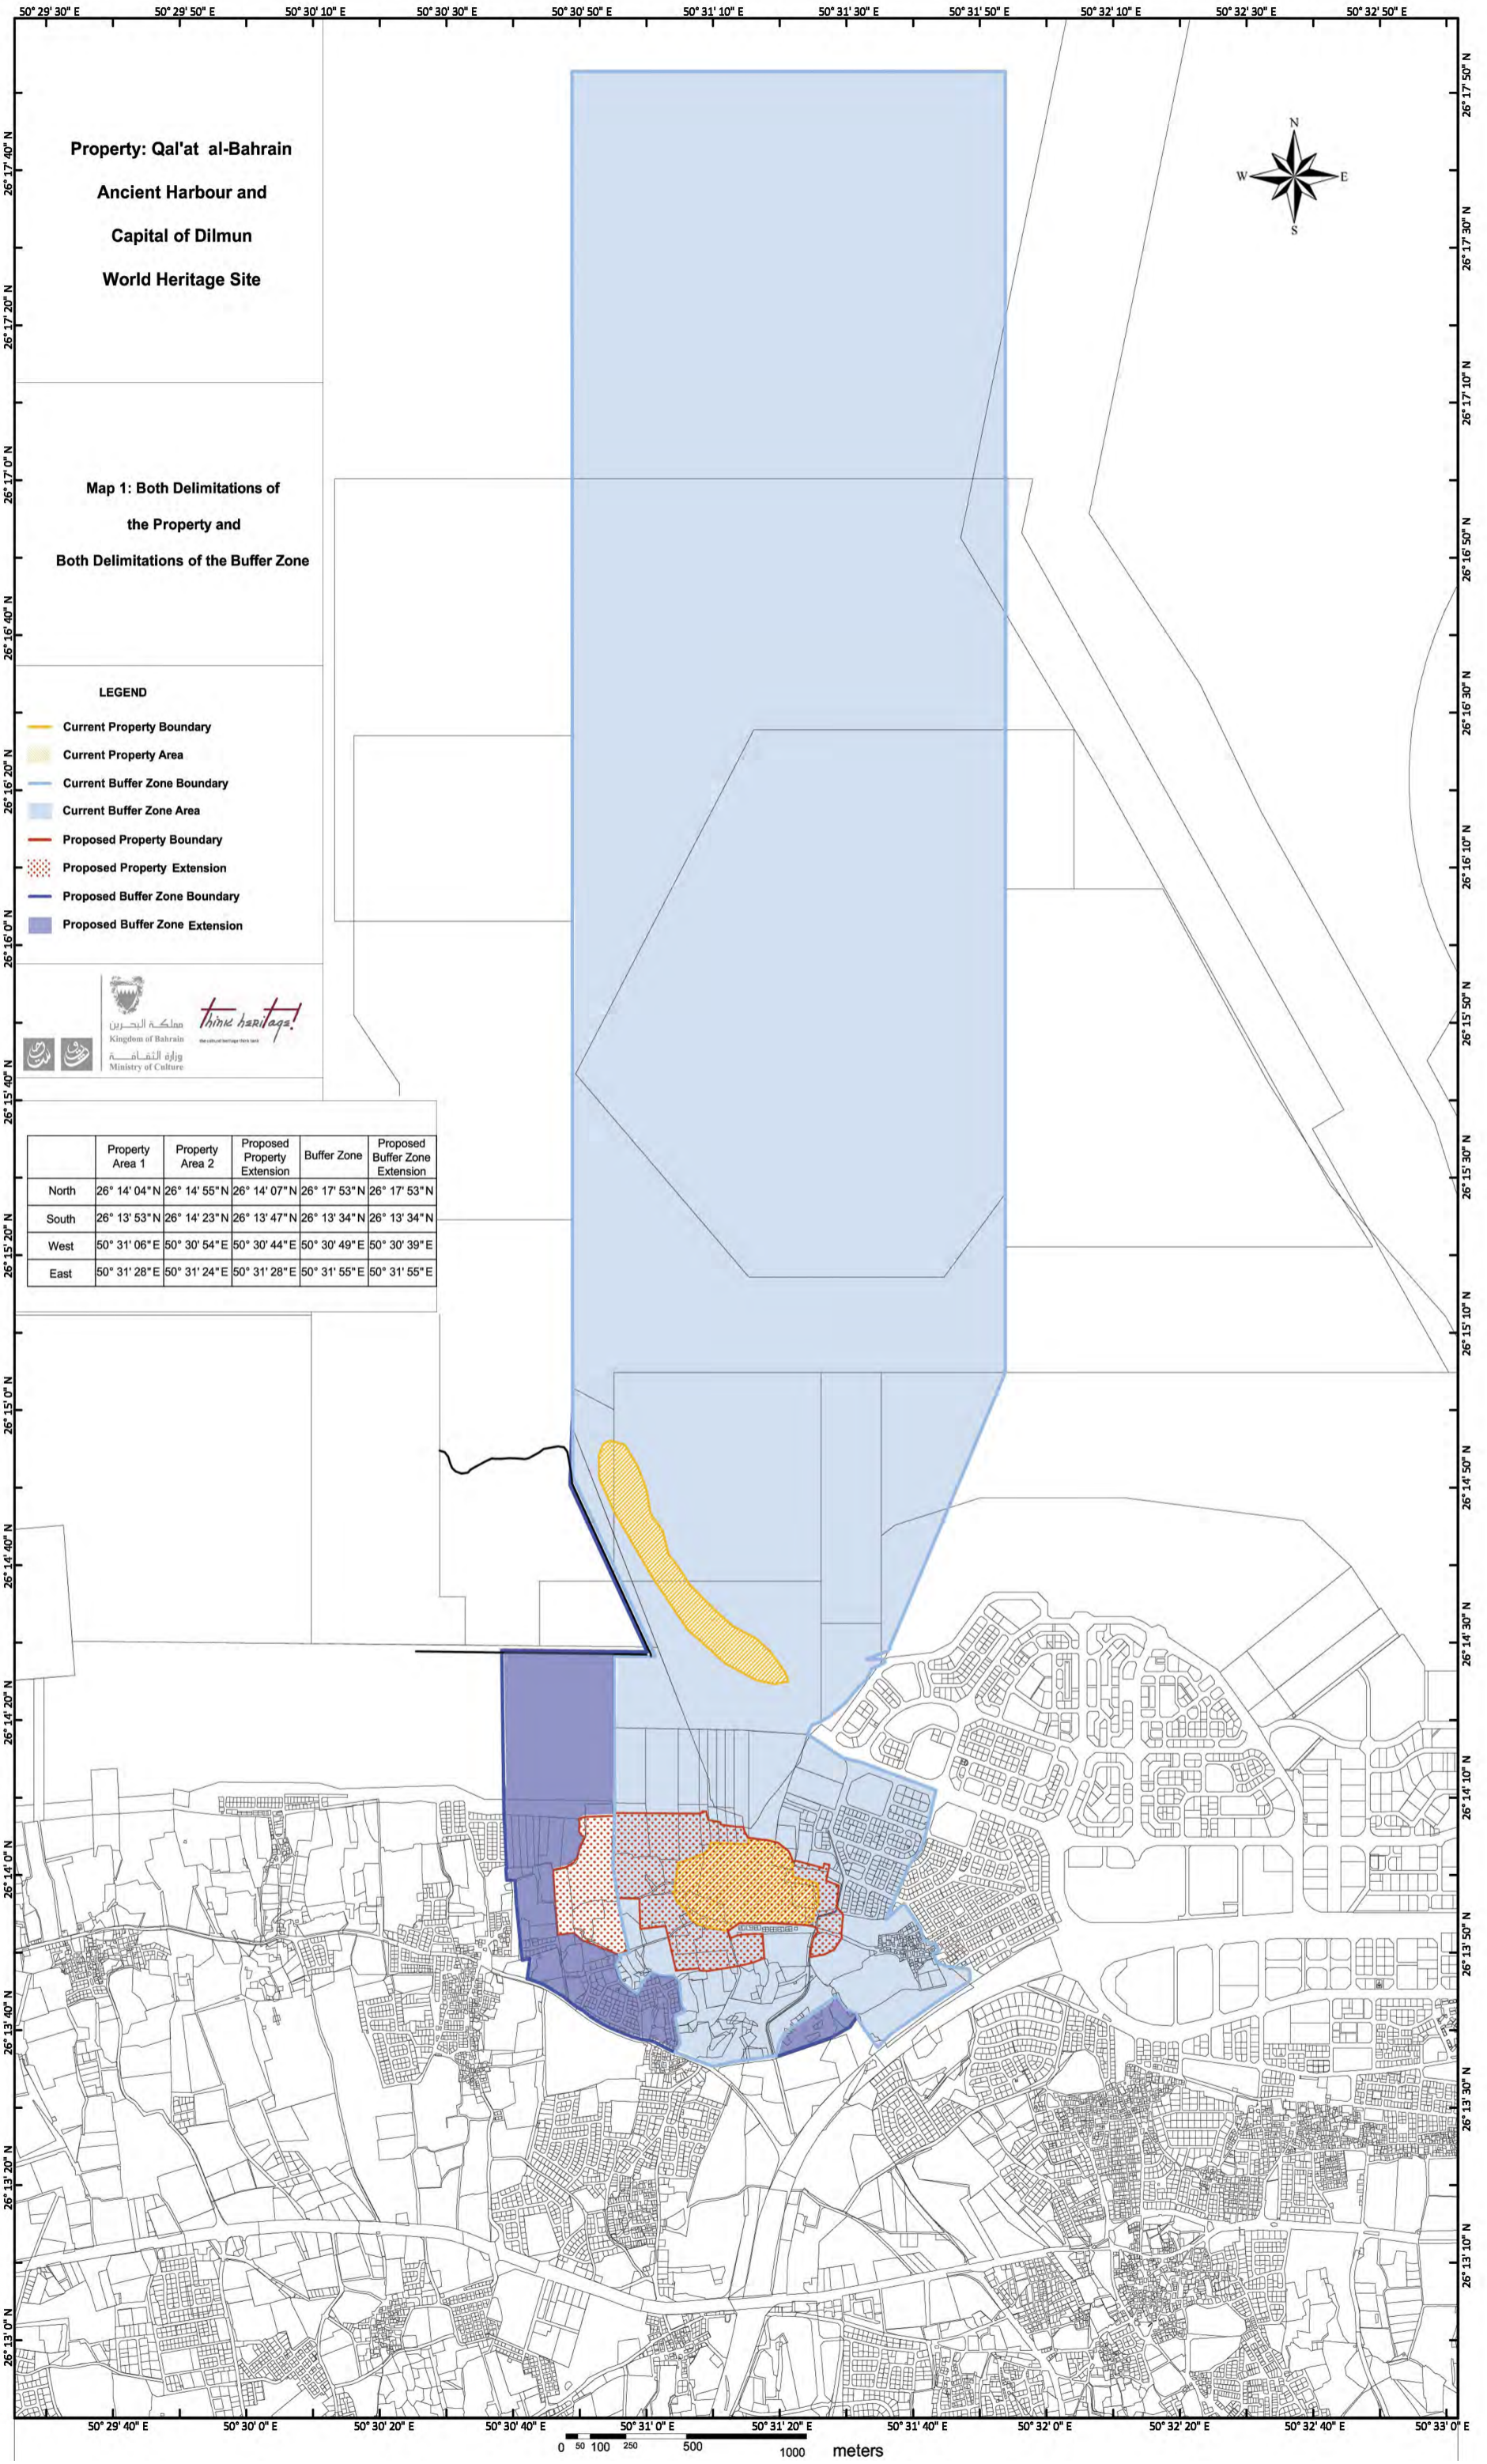 50° 29' 30" E 50° 29' 50" E 50° 30' 10" E 50° 30' 30" E 50° 30' 50" E 50° 31' 10" E 50° 31' 30" E 50° 31' 50" E 50° 32' 10" E 50° 32' 30" E 50° 32' 50" E
Property: Qal'at al-Bahrain
Ancient Harbour and
Capital of Dilmun
World Heritage Site
N
W E
S
Map 1: Both Delimitations of
the Property and
Both Delimitations of the Buffer Zone
LEGEND
Current Property Boundary
Current Property Area
Current Buffer Zone Boundary
Current Buffer Zone Area
Proposed Property Boundary
Proposed Property Extension
Proposed Buffer Zone Boundary
Proposed Buffer Zone Extension
think heritage!
مملكة البحرين
Kingdom of Bahrain
وزارة الثقافة
Ministry of Culture
Property Area 1 Property Area 2 Proposed Property Extension Buffer Zone Proposed Buffer Zone Extension
North 26° 14' 04" N 26° 14' 55" N 26° 14' 07" N 26° 17' 53" N 26° 17' 53" N
South 26° 13' 53" N 26° 14' 23" N 26° 13' 47" N 26° 13' 34" N 26° 13' 34" N
West 50° 31' 06" E 50° 30' 54" E 50° 30' 44" E 50° 30' 49" E 50° 30' 39" E
East 50° 31' 28" E 50° 31' 24" E 50° 31' 28" E 50° 31' 55" E 50° 31' 55" E
26° 17' 40" N
26° 17' 20" N
26° 17' 0" N
26° 16' 40" N
26° 16' 20" N
26° 16' 0" N
26° 15' 40" N
26° 15' 20" N
26° 15' 0" N
26° 14' 40" N
26° 14' 20" N
26° 14' 0" N
26° 13' 40" N
26° 13' 20" N
26° 13' 0" N
26° 17' 50" N
26° 17' 30" N
26° 17' 10" N
26° 16' 50" N
26° 16' 30" N
26° 16' 10" N
26° 15' 50" N
26° 15' 30" N
26° 15' 10" N
26° 14' 50" N
26° 14' 30" N
26° 14' 10" N
26° 13' 50" N
26° 13' 30" N
26° 13' 10" N
50° 29' 40" E 50° 30' 0" E 50° 30' 20" E 50° 30' 40" E 50° 31' 0" E 50° 31' 20" E 50° 31' 40" E 50° 32' 0" E 50° 32' 20" E 50° 32' 40" E 50° 33' 0" E
0 50 100 250 500 1000 meters